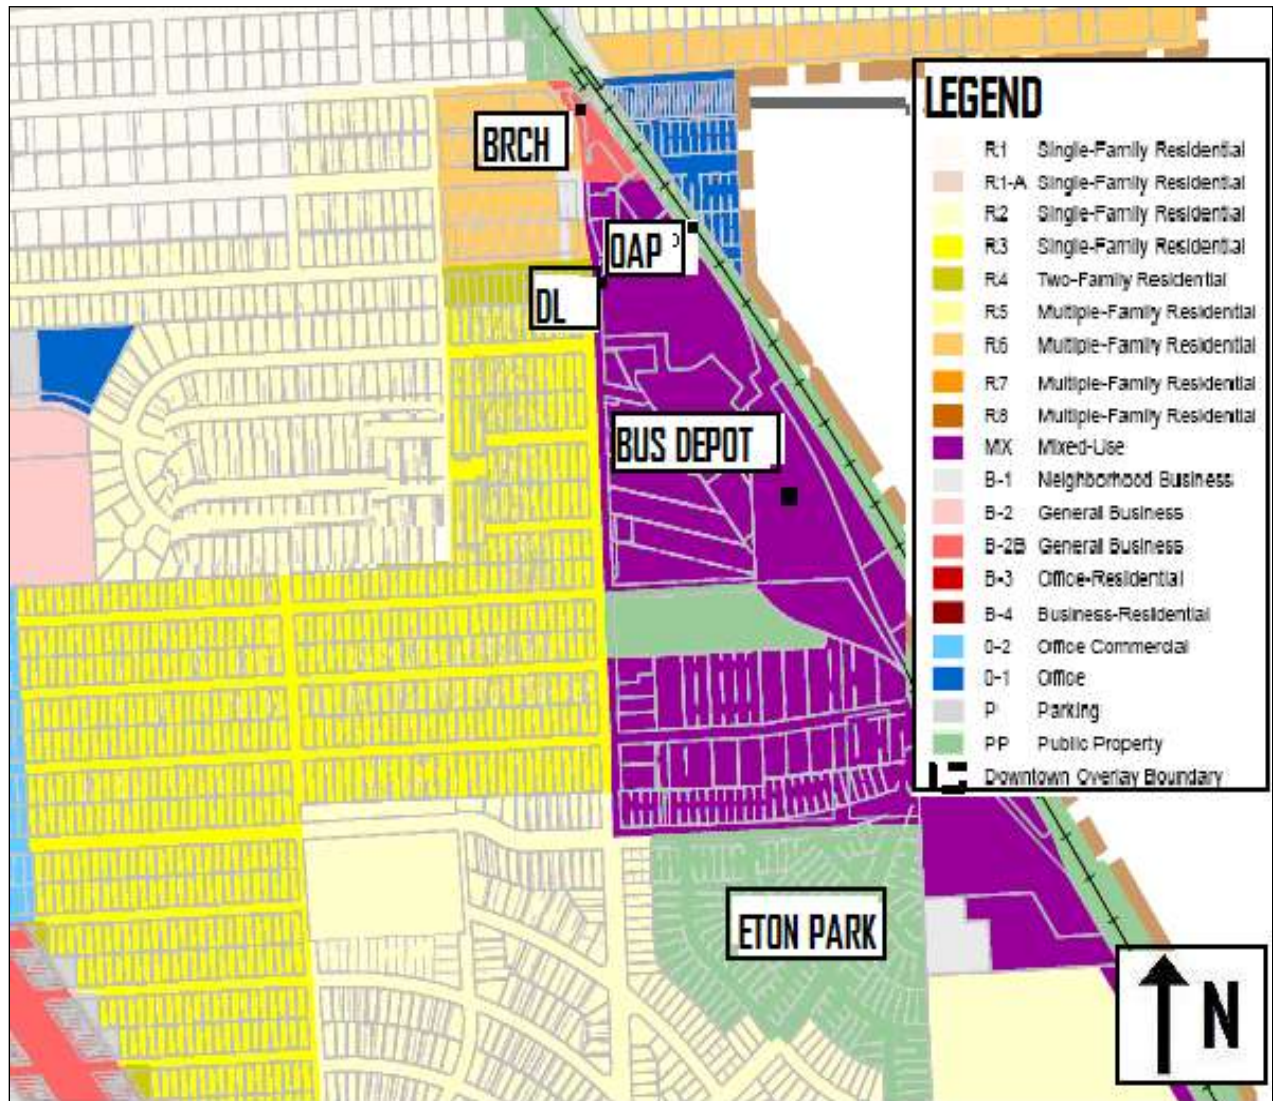 BRCH
OAP
DL
BUS DEPOT
ETON PARK
LEGEND
R1 Single-Family Residential
R1-A Single-Family Residential
R2 Single-Family Residential
R3 Single-Family Residential
R4 Two-Family Residential
R5 Multiple-Family Residential
R6 Multiple-Family Residential
R7 Multiple-Family Residential
R8 Multiple-Family Residential
MX Mixed-Use
B-1 Neighborhood Business
B-2 General Business
B-2B General Business
B-3 Office-Residential
B-4 Business-Residential
0-2 Office Commercial
0-1 Office
P Parking
PP Public Property
Downtown Overlay Boundary
N